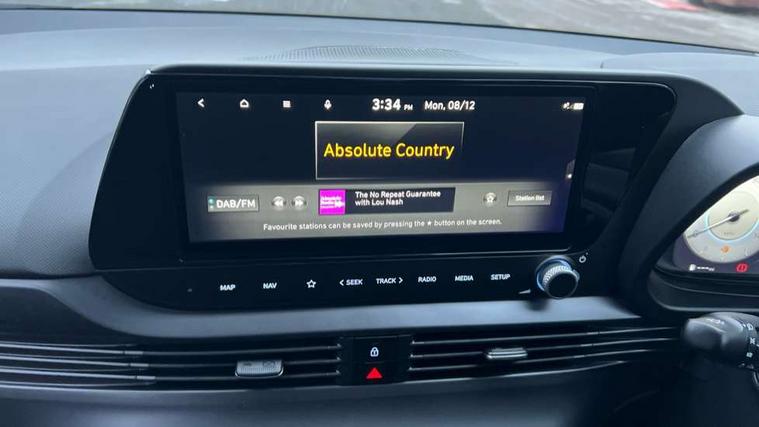 3:34 PM Mon, 08/12
Absolute Country
DAB/FM
The No Repeat Guarantee
with Lou Nash
Station list
Favourite stations can be saved by pressing the ★ button on the screen.
MAP NAV ☆ < SEEK TRACK > RADIO MEDIA SETUP